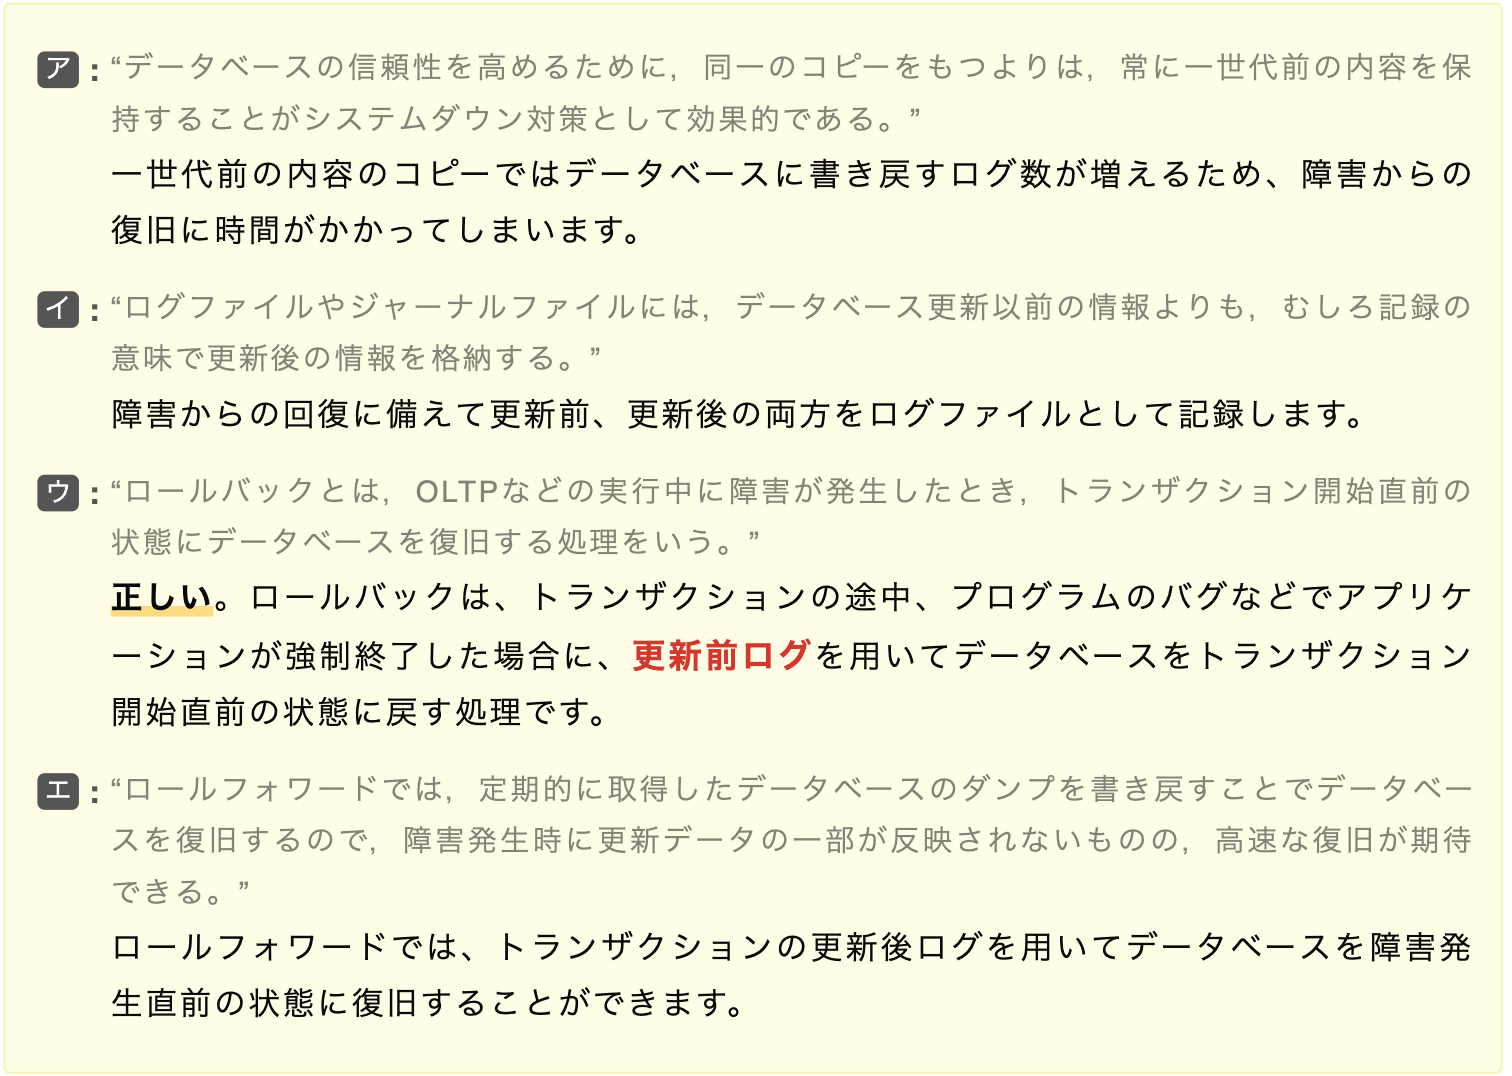 ア：“データベースの信頼性を高めるために，同一のコピーをもつよりは，常に一世代前の内容を保
持することがシステムダウン対策として効果的である。”
一世代前の内容のコピーではデータベースに書き戻すログ数が増えるため、障害からの
復旧に時間がかかってしまいます。
イ：“ログファイルやジャーナルファイルには，データベース更新以前の情報よりも，むしろ記録の
意味で更新後の情報を格納する。”
障害からの回復に備えて更新前、更新後の両方をログファイルとして記録します。
ウ：“ロールバックとは，OLTPなどの実行中に障害が発生したとき，トランザクション開始直前の
状態にデータベースを復旧する処理をいう。”
正しい。ロールバックは、トランザクションの途中、プログラムのバグなどでアプリケ
ーションが強制終了した場合に、更新前ログを用いてデータベースをトランザクション
開始直前の状態に戻す処理です。
エ：“ロールフォワードでは，定期的に取得したデータベースのダンプを書き戻すことでデータベー
スを復旧するので，障害発生時に更新データの一部が反映されないものの，高速な復旧が期待
できる。”
ロールフォワードでは、トランザクションの更新後ログを用いてデータベースを障害発
生直前の状態に復旧することができます。